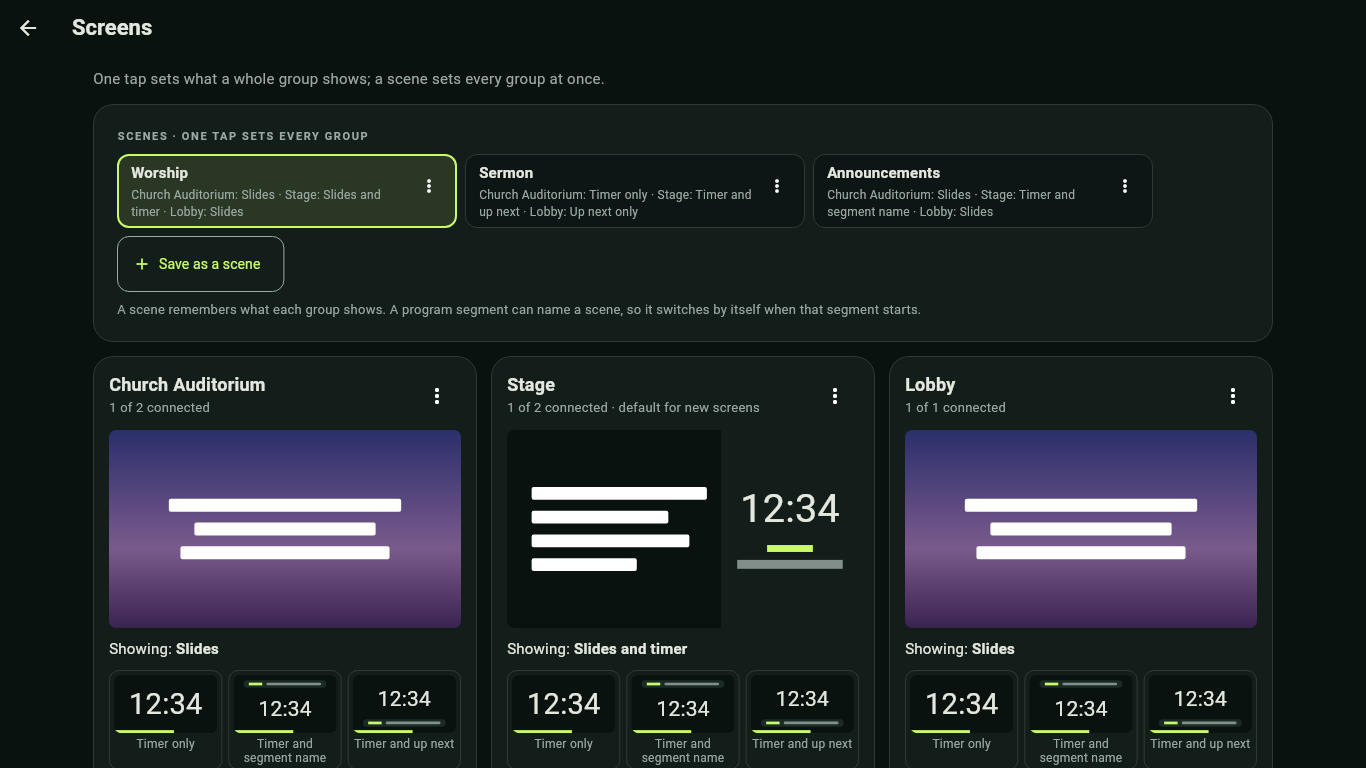 Screens
One tap sets what a whole group shows; a scene sets every group at once.
SCENES · ONE TAP SETS EVERY GROUP
Worship
Church Auditorium: Slides · Stage: Slides and
timer · Lobby: Slides
Sermon
Church Auditorium: Timer only · Stage: Timer and
up next · Lobby: Up next only
Announcements
Church Auditorium: Slides · Stage: Timer and
segment name · Lobby: Slides
+ Save as a scene
A scene remembers what each group shows. A program segment can name a scene, so it switches by itself when that segment starts.
Church Auditorium
1 of 2 connected
Showing: Slides
12:34
Timer only
12:34
Timer and
segment name
12:34
Timer and up next
Stage
1 of 2 connected · default for new screens
12:34
Showing: Slides and timer
12:34
Timer only
12:34
Timer and
segment name
12:34
Timer and up next
Lobby
1 of 1 connected
Showing: Slides
12:34
Timer only
12:34
Timer and
segment name
12:34
Timer and up next